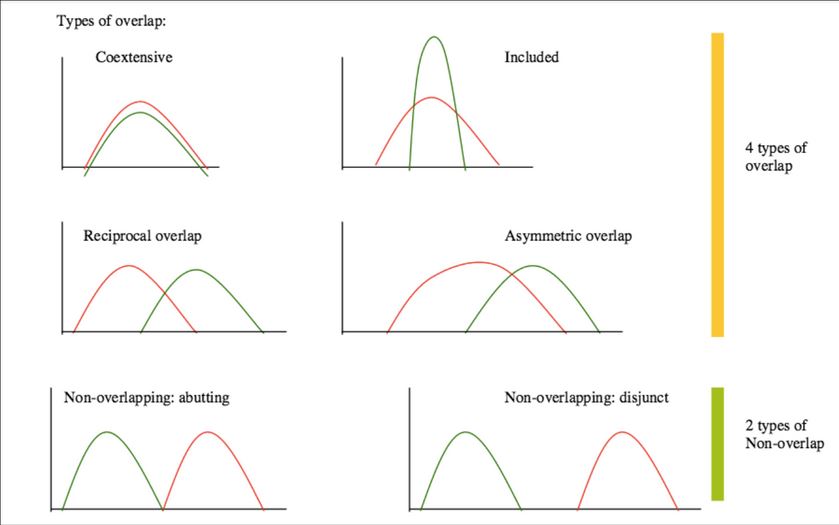 Types of overlap:
Coextensive
Included
4 types of
overlap
Reciprocal overlap
Asymmetric overlap
Non-overlapping: abutting
Non-overlapping: disjunct
2 types of
Non-overlap